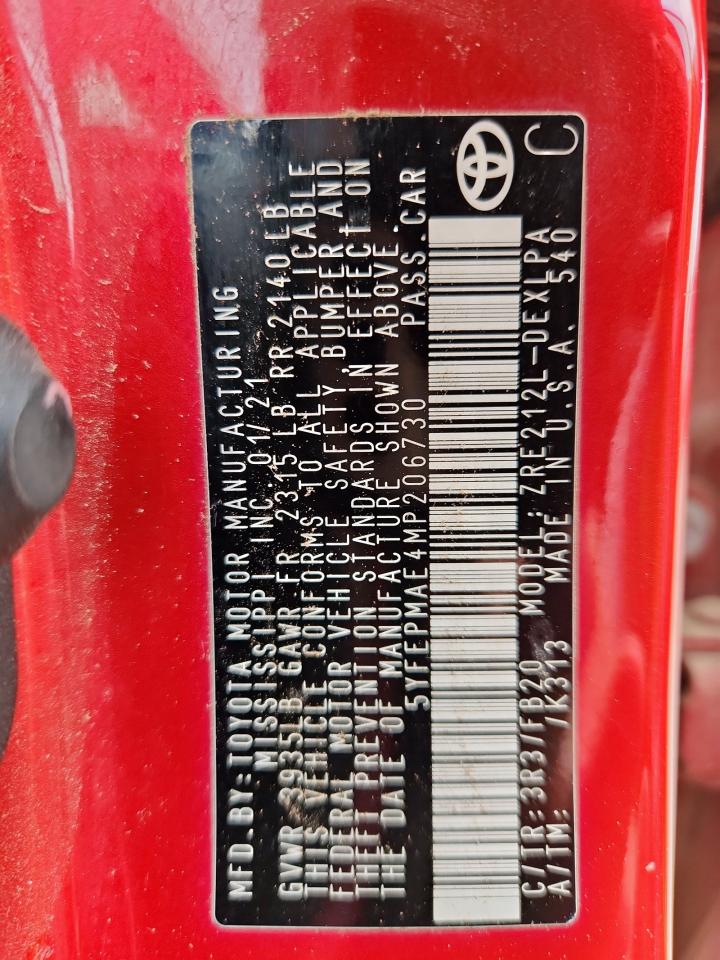 MFD.BY:TOYOTA MOTOR MANUFACTURING
MISSISSIPPI INC 01/21
GVWR 3935LB GAWR FR 2315 LB RR 2140LB
THIS VEHICLE CONFORMS TO ALL APPLICABLE
FEDERAL MOTOR VEHICLE SAFETY, BUMPER AND
THEFT PREVENTION STANDARDS IN EFFECT ON
THE DATE OF MANUFACTURE SHOWN ABOVE.
5YFEPMAE4MP206730 PASS.CAR
C/TR:3R3/FB20 MODEL:ZRE212L-DEXLPA
A/TM: /K313 MADE IN U.S.A. 540
C